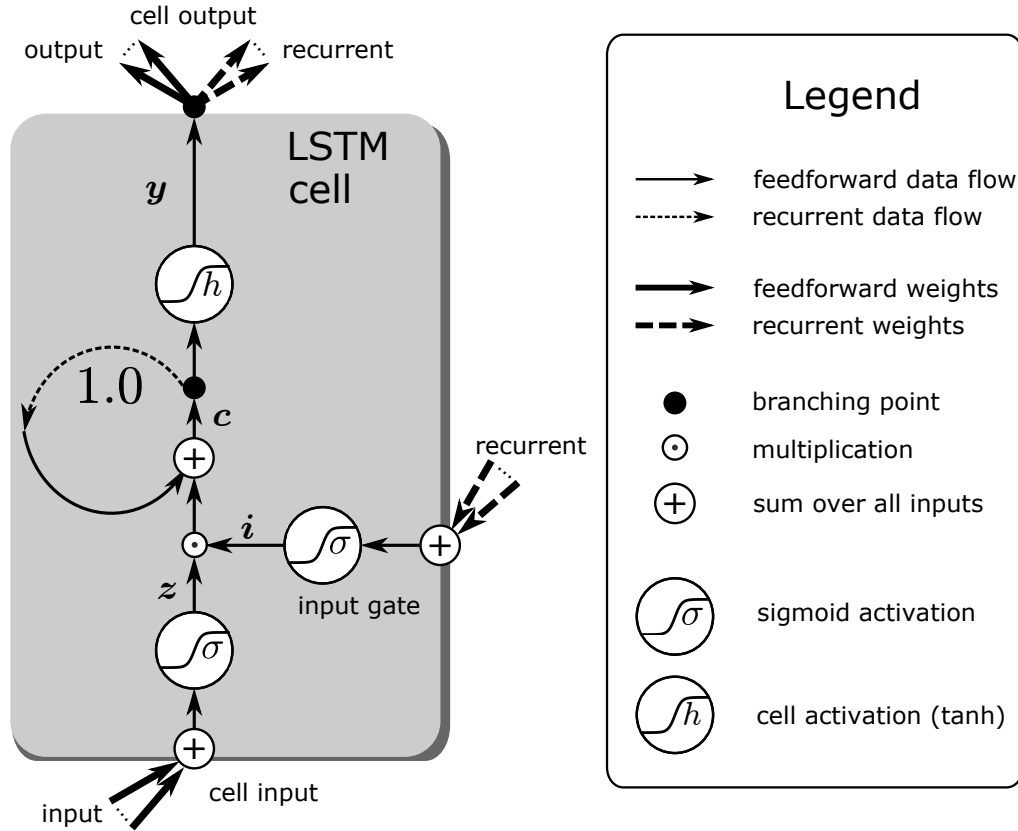 cell output
output
recurrent
LSTM
cell
y
h
1.0
c
recurrent
i
σ
input gate
z
σ
input
cell input
Legend
feedforward data flow
recurrent data flow
feedforward weights
recurrent weights
branching point
multiplication
+ sum over all inputs
σ sigmoid activation
h cell activation (tanh)